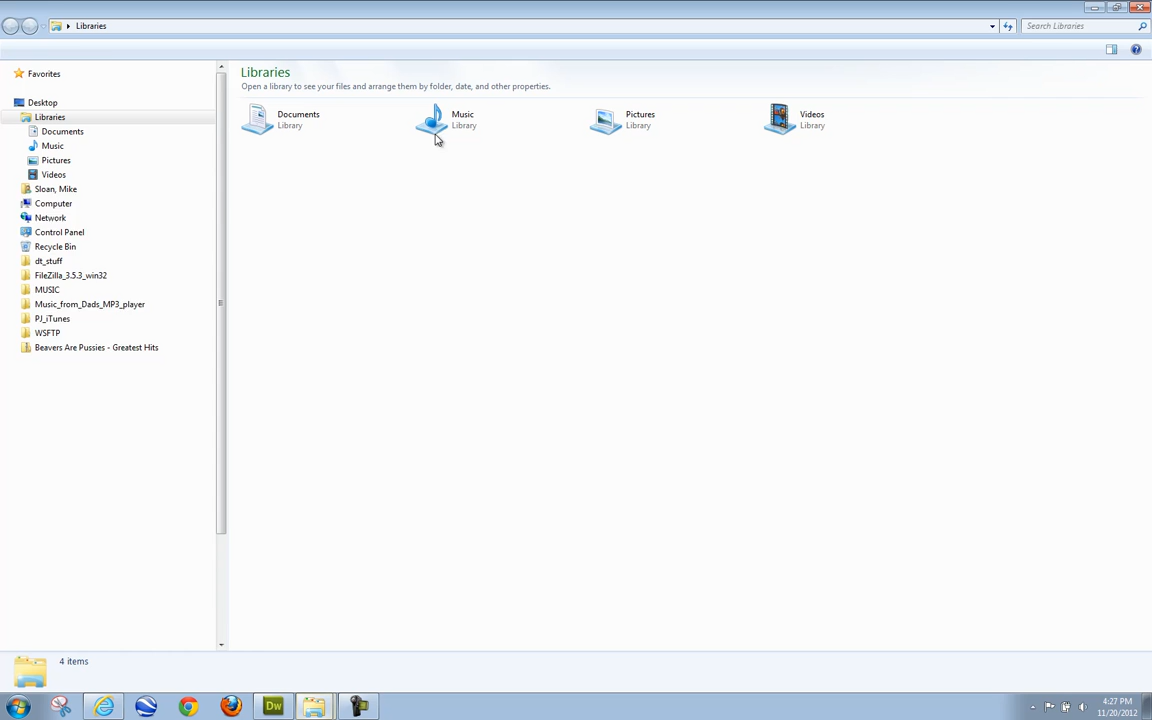 Libraries
Search Libraries
Favorites
Desktop
Libraries
Documents
Music
Pictures
Videos
Sloan, Mike
Computer
Network
Control Panel
Recycle Bin
dt_stuff
FileZilla_3.5.3_win32
MUSIC
Music_from_Dads_MP3_player
PJ_iTunes
WSFTP
Beavers Are Pussies - Greatest Hits
Libraries
Open a library to see your files and arrange them by folder, date, and other properties.
Documents
Library
Music
Library
Pictures
Library
Videos
Library
4 items
Dw
4:27 PM
11/20/2012